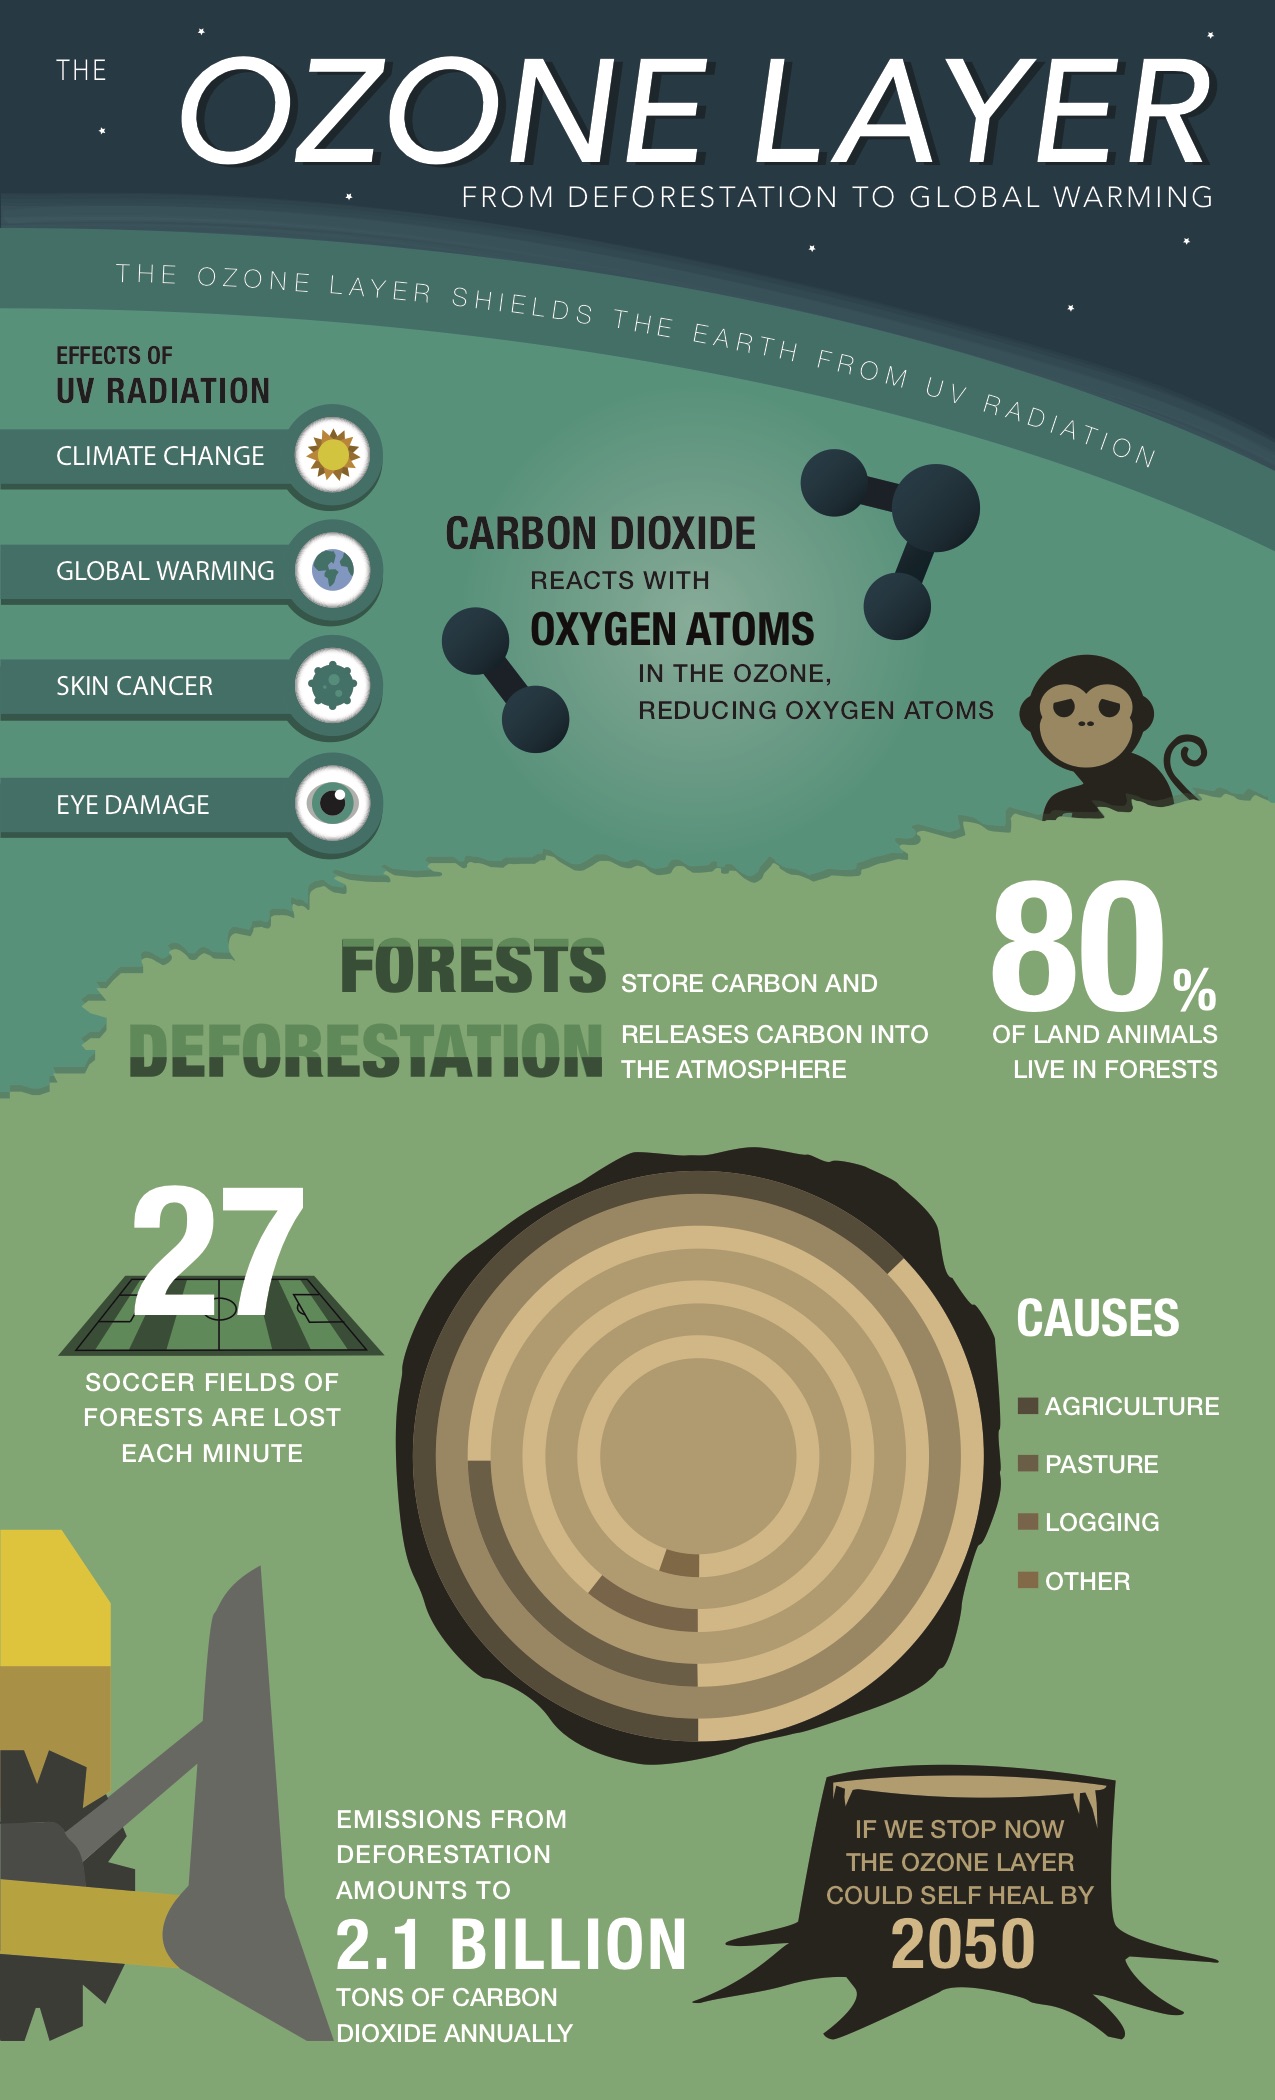 THE
OZONE LAYER
FROM DEFORESTATION TO GLOBAL WARMING
THE OZONE LAYER SHIELDS THE EARTH FROM UV RADIATION
EFFECTS OF
UV RADIATION
CLIMATE CHANGE
GLOBAL WARMING
SKIN CANCER
EYE DAMAGE
CARBON DIOXIDE
REACTS WITH
OXYGEN ATOMS
IN THE OZONE,
REDUCING OXYGEN ATOMS
FORESTS STORE CARBON AND
DEFORESTATION RELEASES CARBON INTO
THE ATMOSPHERE
80%
OF LAND ANIMALS
LIVE IN FORESTS
27
SOCCER FIELDS OF
FORESTS ARE LOST
EACH MINUTE
CAUSES
AGRICULTURE
PASTURE
LOGGING
OTHER
EMISSIONS FROM
DEFORESTATION
AMOUNTS TO
2.1 BILLION
TONS OF CARBON
DIOXIDE ANNUALLY
IF WE STOP NOW
THE OZONE LAYER
COULD SELF HEAL BY
2050